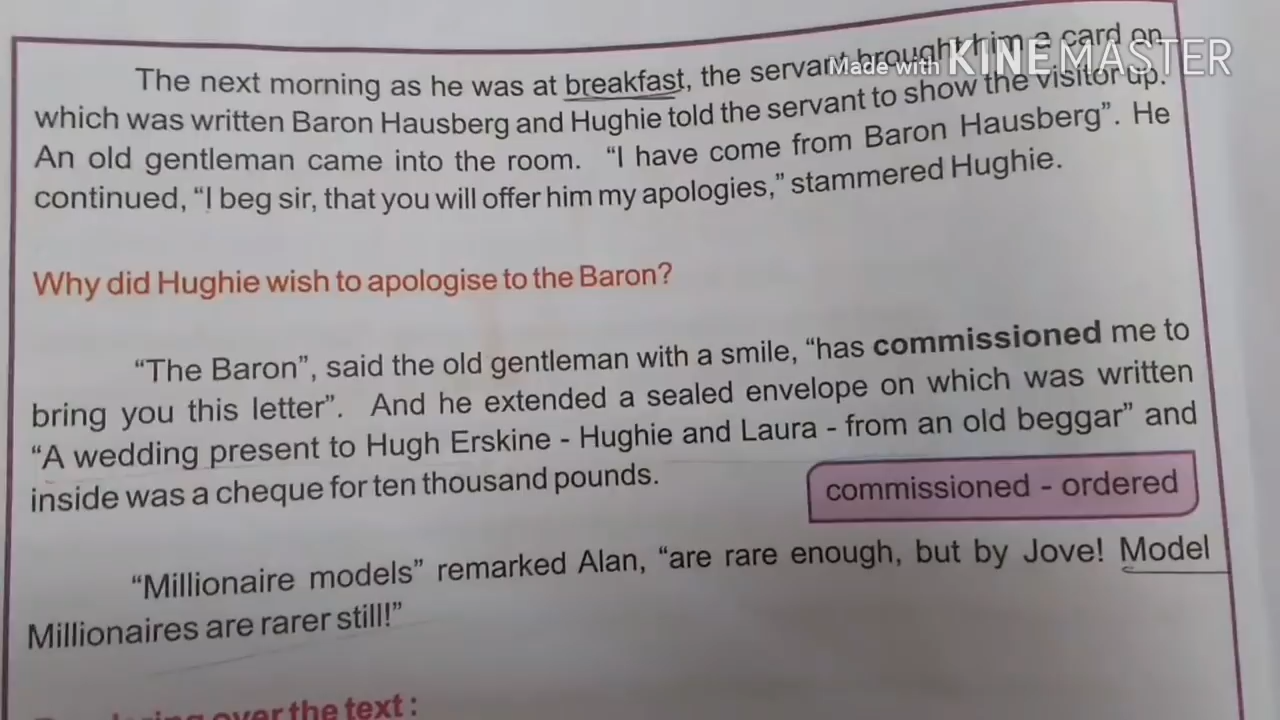 The next morning as he was at breakfast, the servant brought him a card on
Made with KINEMASTER
which was written Baron Hausberg and Hughie told the servant to show the visitor up.
An old gentleman came into the room. “I have come from Baron Hausberg”. He
continued, “I beg sir, that you will offer him my apologies,” stammered Hughie.
Why did Hughie wish to apologise to the Baron?
“The Baron”, said the old gentleman with a smile, “has commissioned me to
bring you this letter”. And he extended a sealed envelope on which was written
“A wedding present to Hugh Erskine - Hughie and Laura - from an old beggar” and
inside was a cheque for ten thousand pounds.
commissioned - ordered
“Millionaire models” remarked Alan, “are rare enough, but by Jove! Model
Millionaires are rarer still!”
over the text :